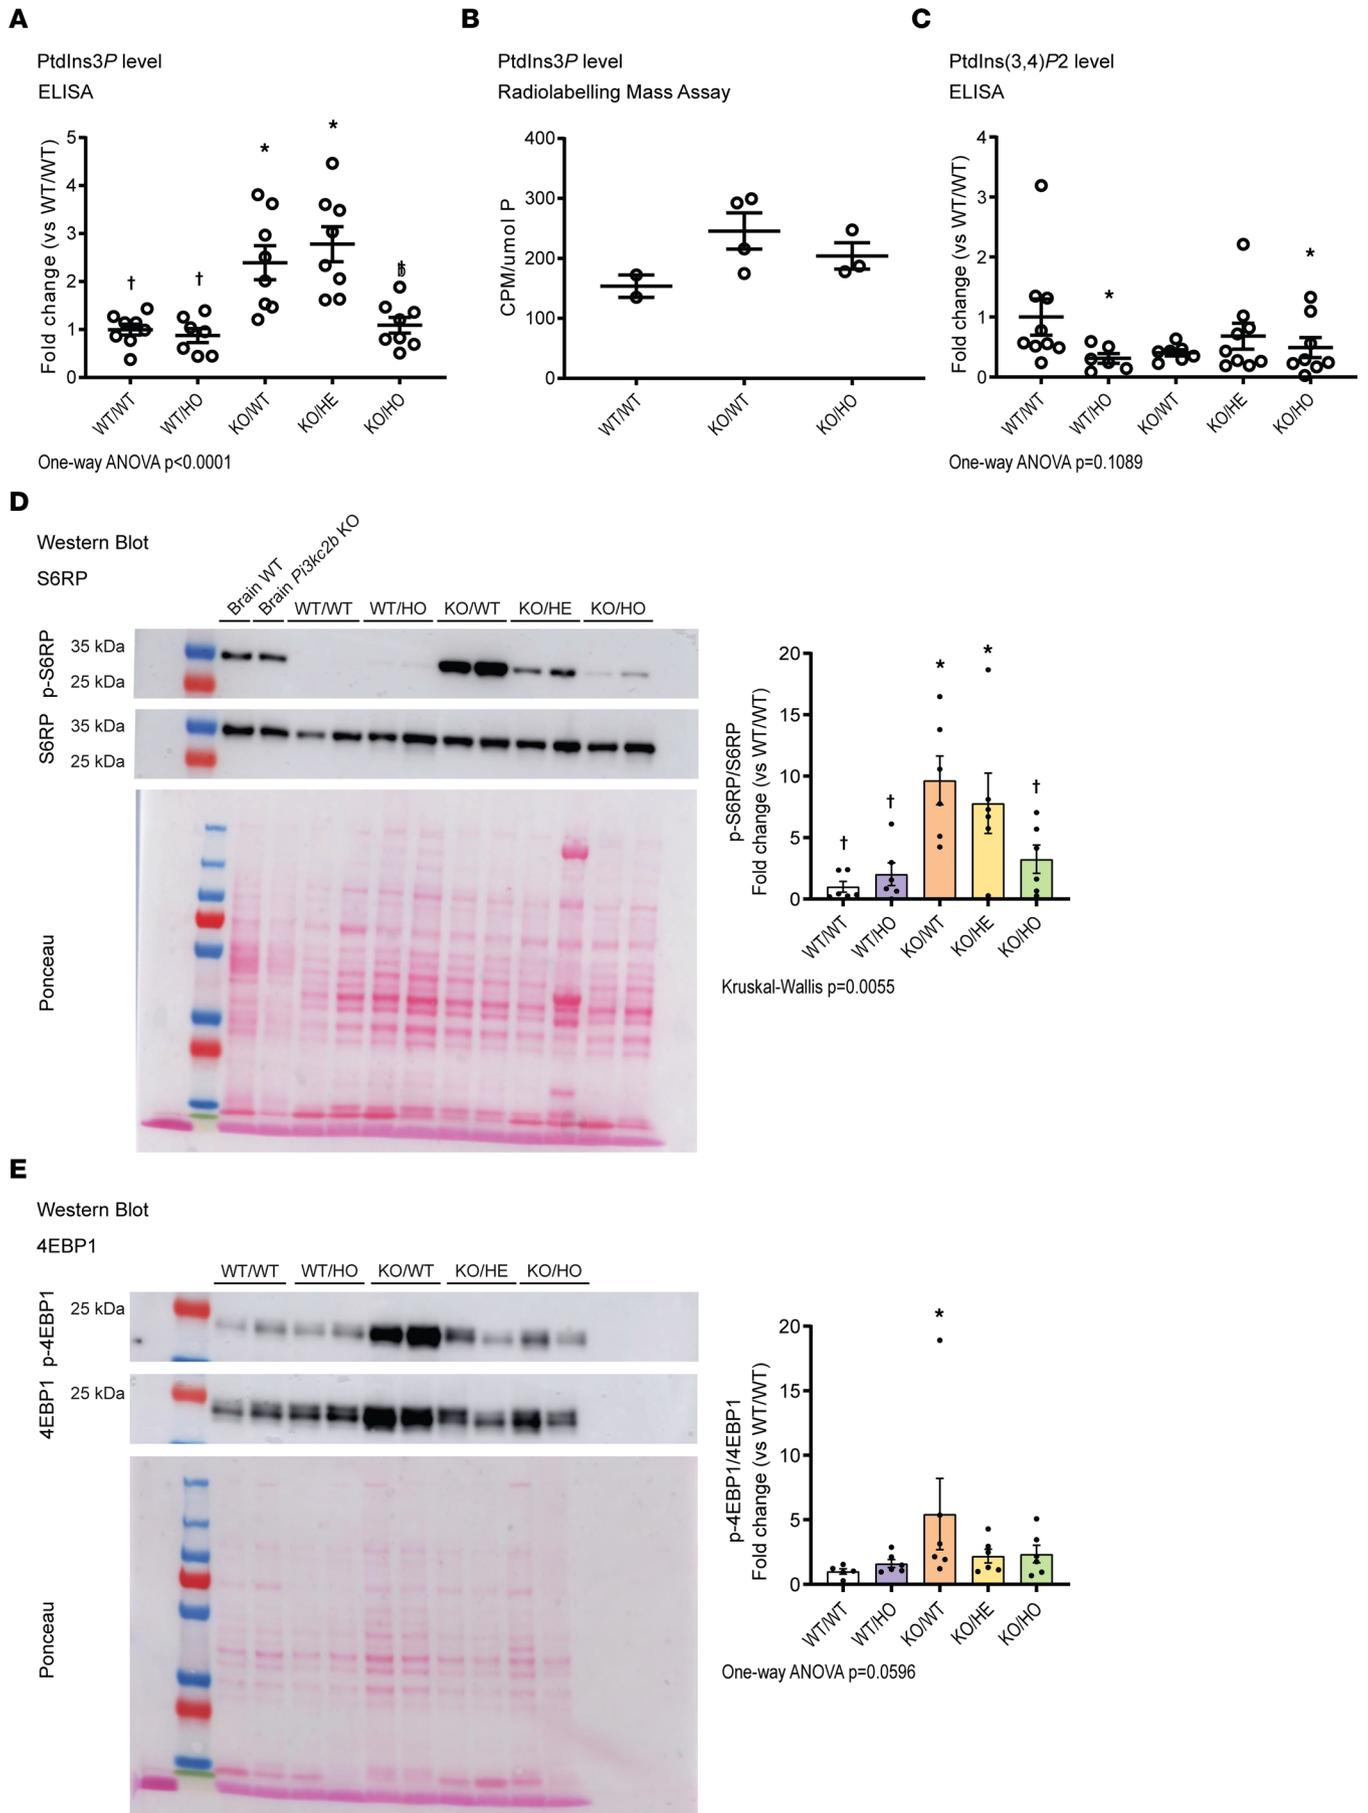 A
PtdIns3P level
ELISA
Fold change (vs WT/WT)
5
4
3
2
1
0
*
*
†
†
WT/WT
WT/HO
KO/WT
KO/HE
KO/HO
One-way ANOVA p<0.0001
B
PtdIns3P level
Radiolabelling Mass Assay
CPM/umol P
400
300
200
100
0
WT/WT
KO/WT
KO/HO
C
PtdIns(3,4)P2 level
ELISA
Fold change (vs WT/WT)
4
3
2
1
0
*
*
WT/WT
WT/HO
KO/WT
KO/HE
KO/HO
One-way ANOVA p=0.1089
D
Western Blot
S6RP
Brain WT
Brain Pi3kc2b KO
WT/WT
WT/HO
KO/WT
KO/HE
KO/HO
p-S6RP
35 kDa
25 kDa
S6RP
35 kDa
25 kDa
Ponceau
p-S6RP/S6RP
Fold change (vs WT/WT)
20
15
10
5
0
†
†
*
*
†
WT/WT
WT/HO
KO/WT
KO/HE
KO/HO
Kruskal-Wallis p=0.0055
E
Western Blot
4EBP1
WT/WT
WT/HO
KO/WT
KO/HE
KO/HO
p-4EBP1
25 kDa
4EBP1
25 kDa
Ponceau
p-4EBP1/4EBP1
Fold change (vs WT/WT)
20
15
10
5
0
*
WT/WT
WT/HO
KO/WT
KO/HE
KO/HO
One-way ANOVA p=0.0596